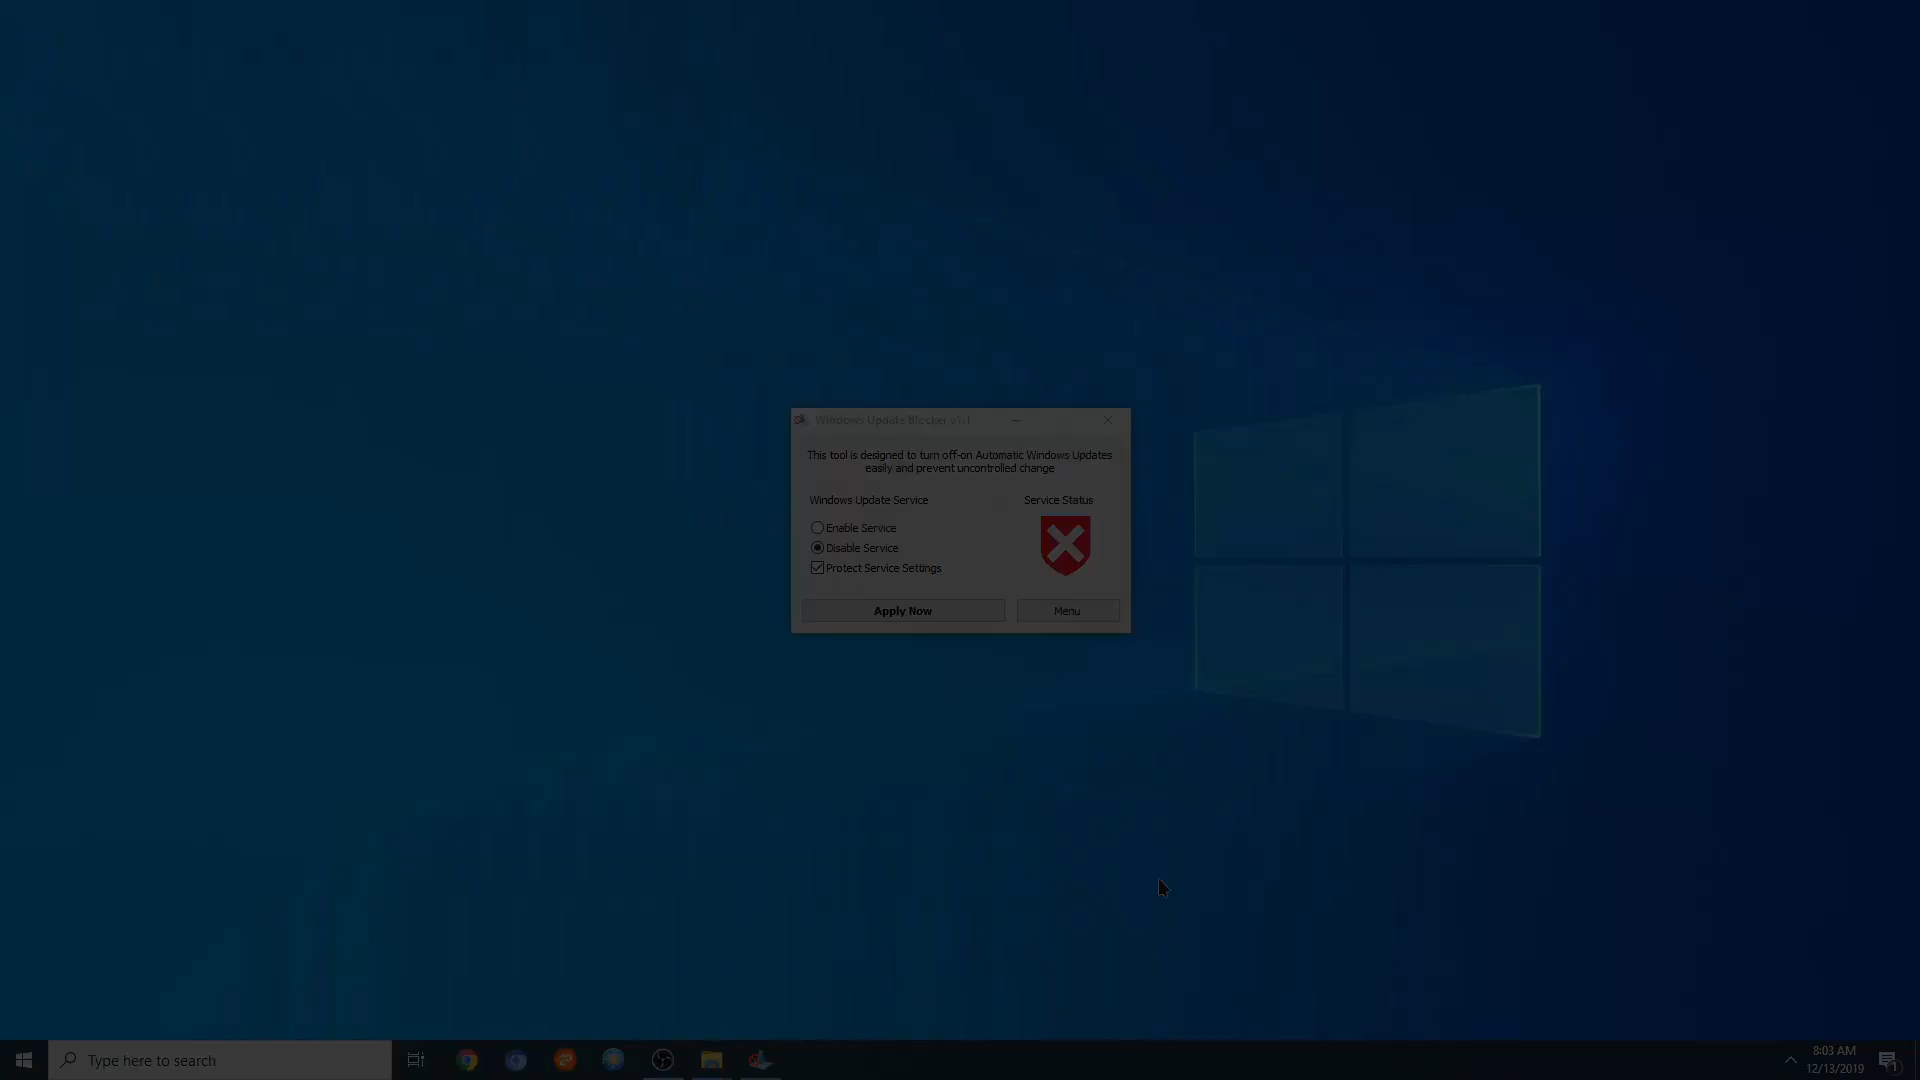 Windows Update Blocker v1.1
This tool is designed to turn off-on Automatic Windows Updates
easily and prevent uncontrolled change
Windows Update Service
Service Status
Enable Service
Disable Service
Protect Service Settings
Apply Now
Menu
Type here to search
8:03 AM
12/13/2019
1